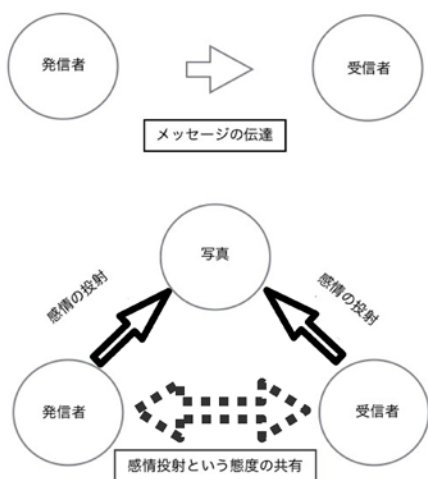 発信者
受信者
メッセージの伝達
写真
感情の投射
感情の投射
発信者
受信者
感情投射という態度の共有